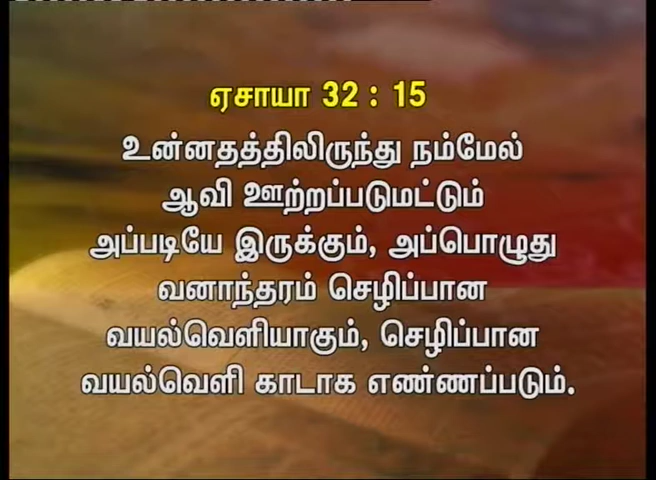 ஏசாயா 32 : 15
உன்னதத்திலிருந்து நம்மேல்
ஆவி ஊற்றப்படுமட்டும்
அப்படியே இருக்கும், அப்பொழுது
வனாந்தரம் செழிப்பான
வயல்வெளியாகும், செழிப்பான
வயல்வெளி காடாக எண்ணப்படும்.